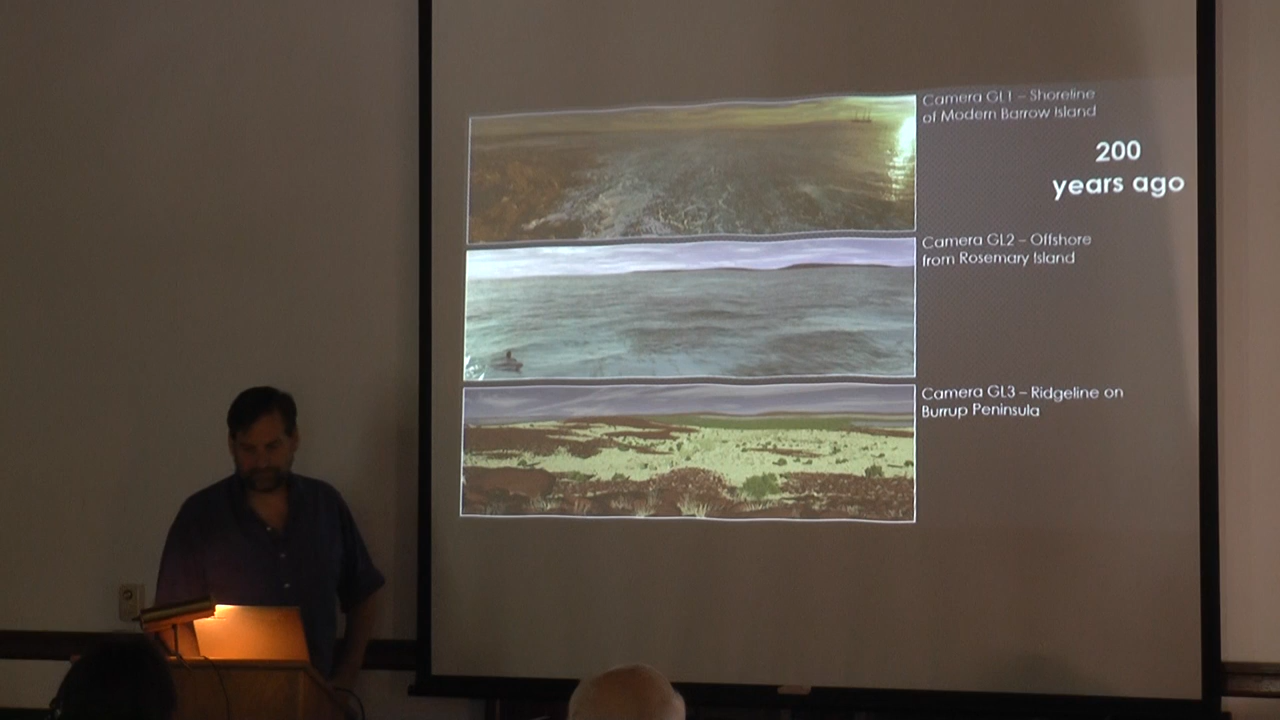 Camera GL1 – Shoreline
of Modern Barrow Island
200
years ago
Camera GL2 – Offshore
from Rosemary Island
Camera GL3 – Ridgeline on
Burrup Peninsula